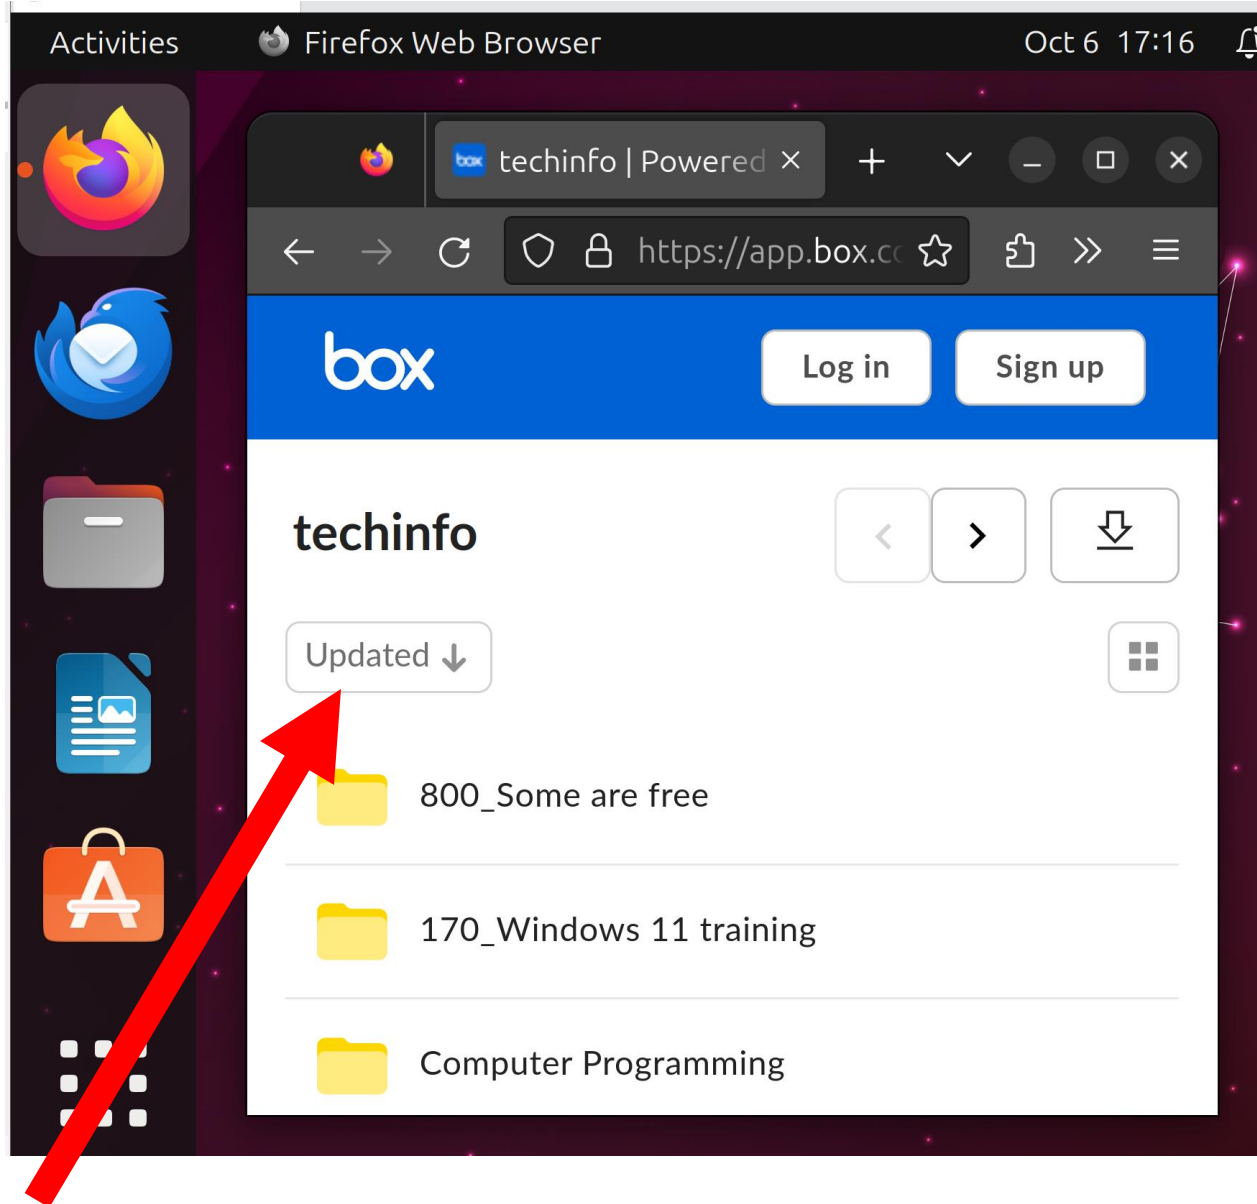 Activities Firefox Web Browser Oct 6 17:16
box techinfo | Powered
https://app.box.cc
box Log in Sign up
techinfo
Updated
800_Some are free
170_Windows 11 training
Computer Programming